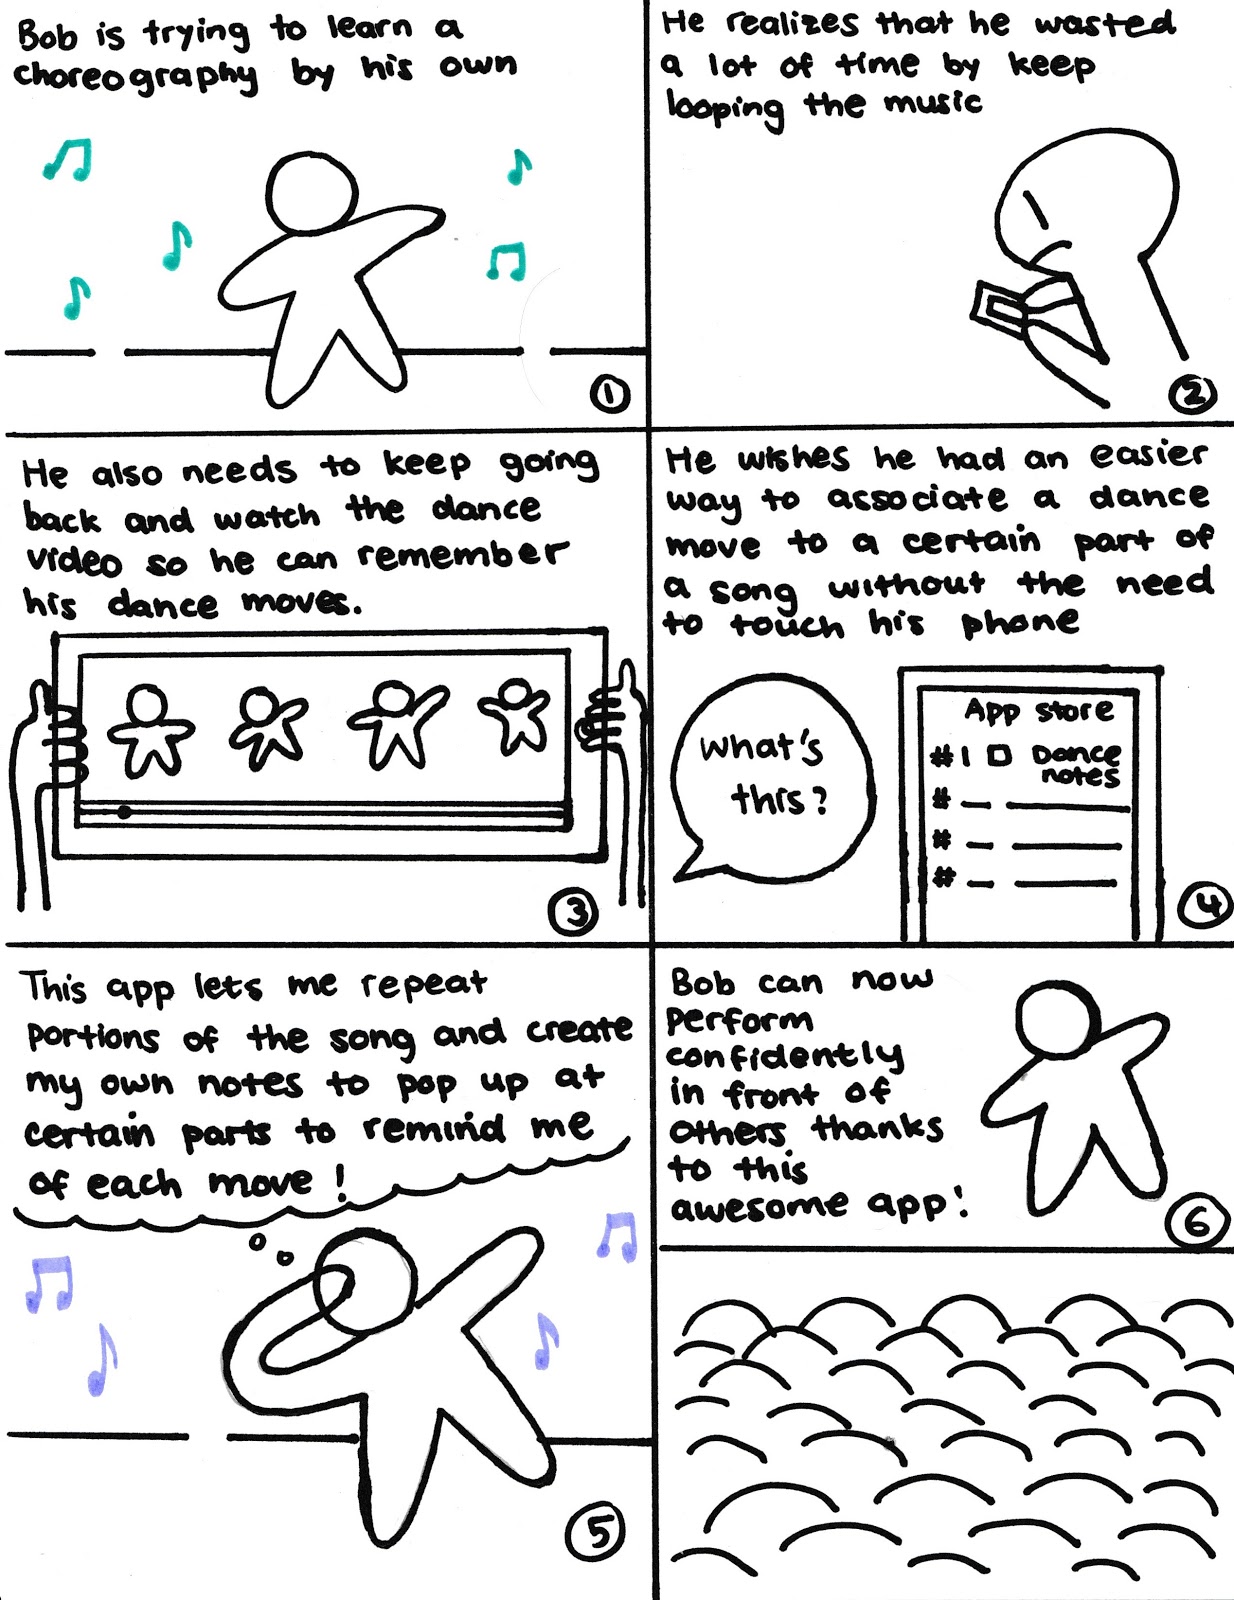 Bob is trying to learn a
choreography by his own
1
He realizes that he wasted
a lot of time by keep
looping the music
2
He also needs to keep going
back and watch the dance
video so he can remember
his dance moves.
3
He wishes he had an easier
way to associate a dance
move to a certain part of
a song without the need
to touch his phone
What's
this?
App store
#1 Dance
notes
#
#
#
4
This app lets me repeat
portions of the song and create
my own notes to pop up at
certain parts to remind me
of each move!
5
Bob can now
perform
confidently
in front of
others thanks
to this
awesome app!
6